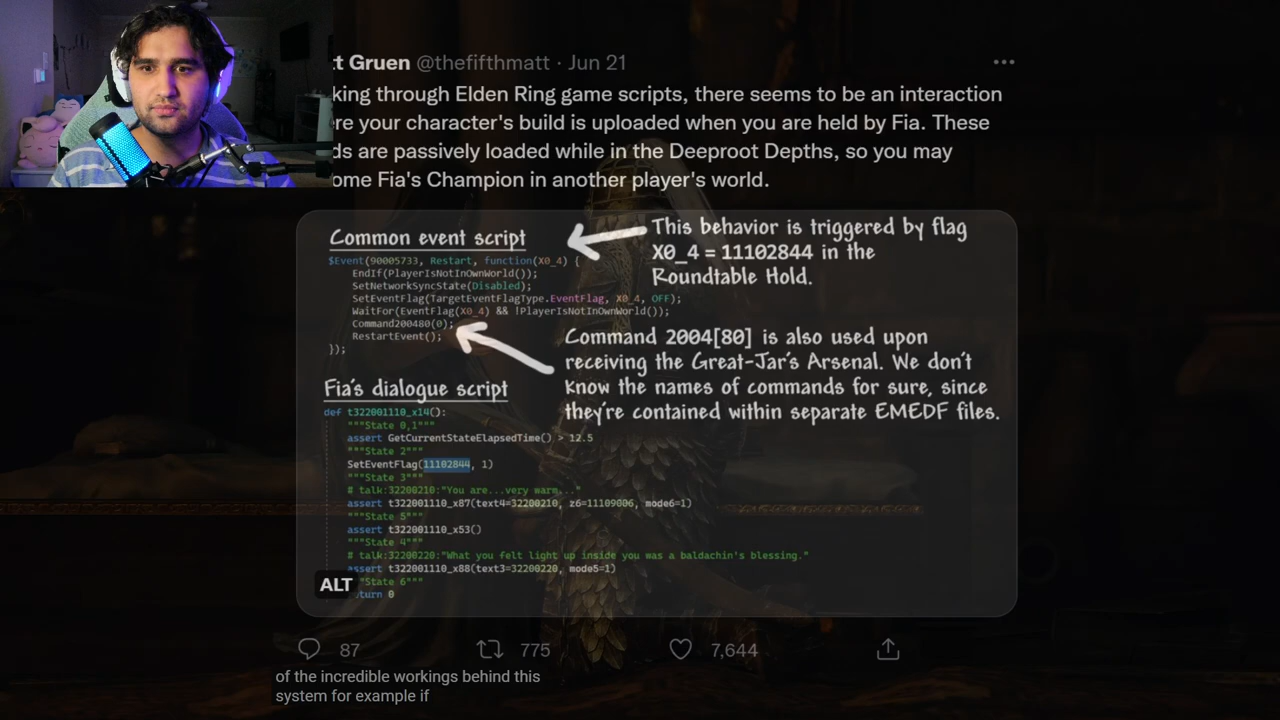 tt Gruen @thefifthmatt · Jun 21
king through Elden Ring game scripts, there seems to be an interaction
re your character's build is uploaded when you are held by Fia. These
ds are passively loaded while in the Deeproot Depths, so you may
ome Fia's Champion in another player's world.
Common event script
This behavior is triggered by flag
X0_4 = 11102844 in the
Roundtable Hold.
$Event(90005733, Restart, function(X0_4) {
EndIf(PlayerIsNotInOwnWorld());
SetNetworkSyncState(Disabled);
SetEventFlag(TargetEventFlagType.EventFlag, X0_4, OFF);
WaitFor(EventFlag(X0_4) && !PlayerIsNotInOwnWorld());
Command200480(0);
RestartEvent();
});
Command 2004[80] is also used upon
receiving the Great-Jar's Arsenal. We don't
know the names of commands for sure, since
they're contained within separate EMEDF files.
Fia's dialogue script
def t322001110_x14():
"""State 0,1"""
assert GetCurrentStateElapsedTime() > 12.5
"""State 2"""
SetEventFlag(11102844, 1)
"""State 3"""
# talk:32200210:"You are...very warm..."
assert t322001110_x87(text4=32200210, z6=11109006, mode6=1)
"""State 5"""
assert t322001110_x53()
"""State 4"""
# talk:32200220:"What you felt light up inside you was a baldachin's blessing."
assert t322001110_x88(text3=32200220, mode5=1)
"State 6"""
turn 0
ALT
87 775 7,644
of the incredible workings behind this
system for example if